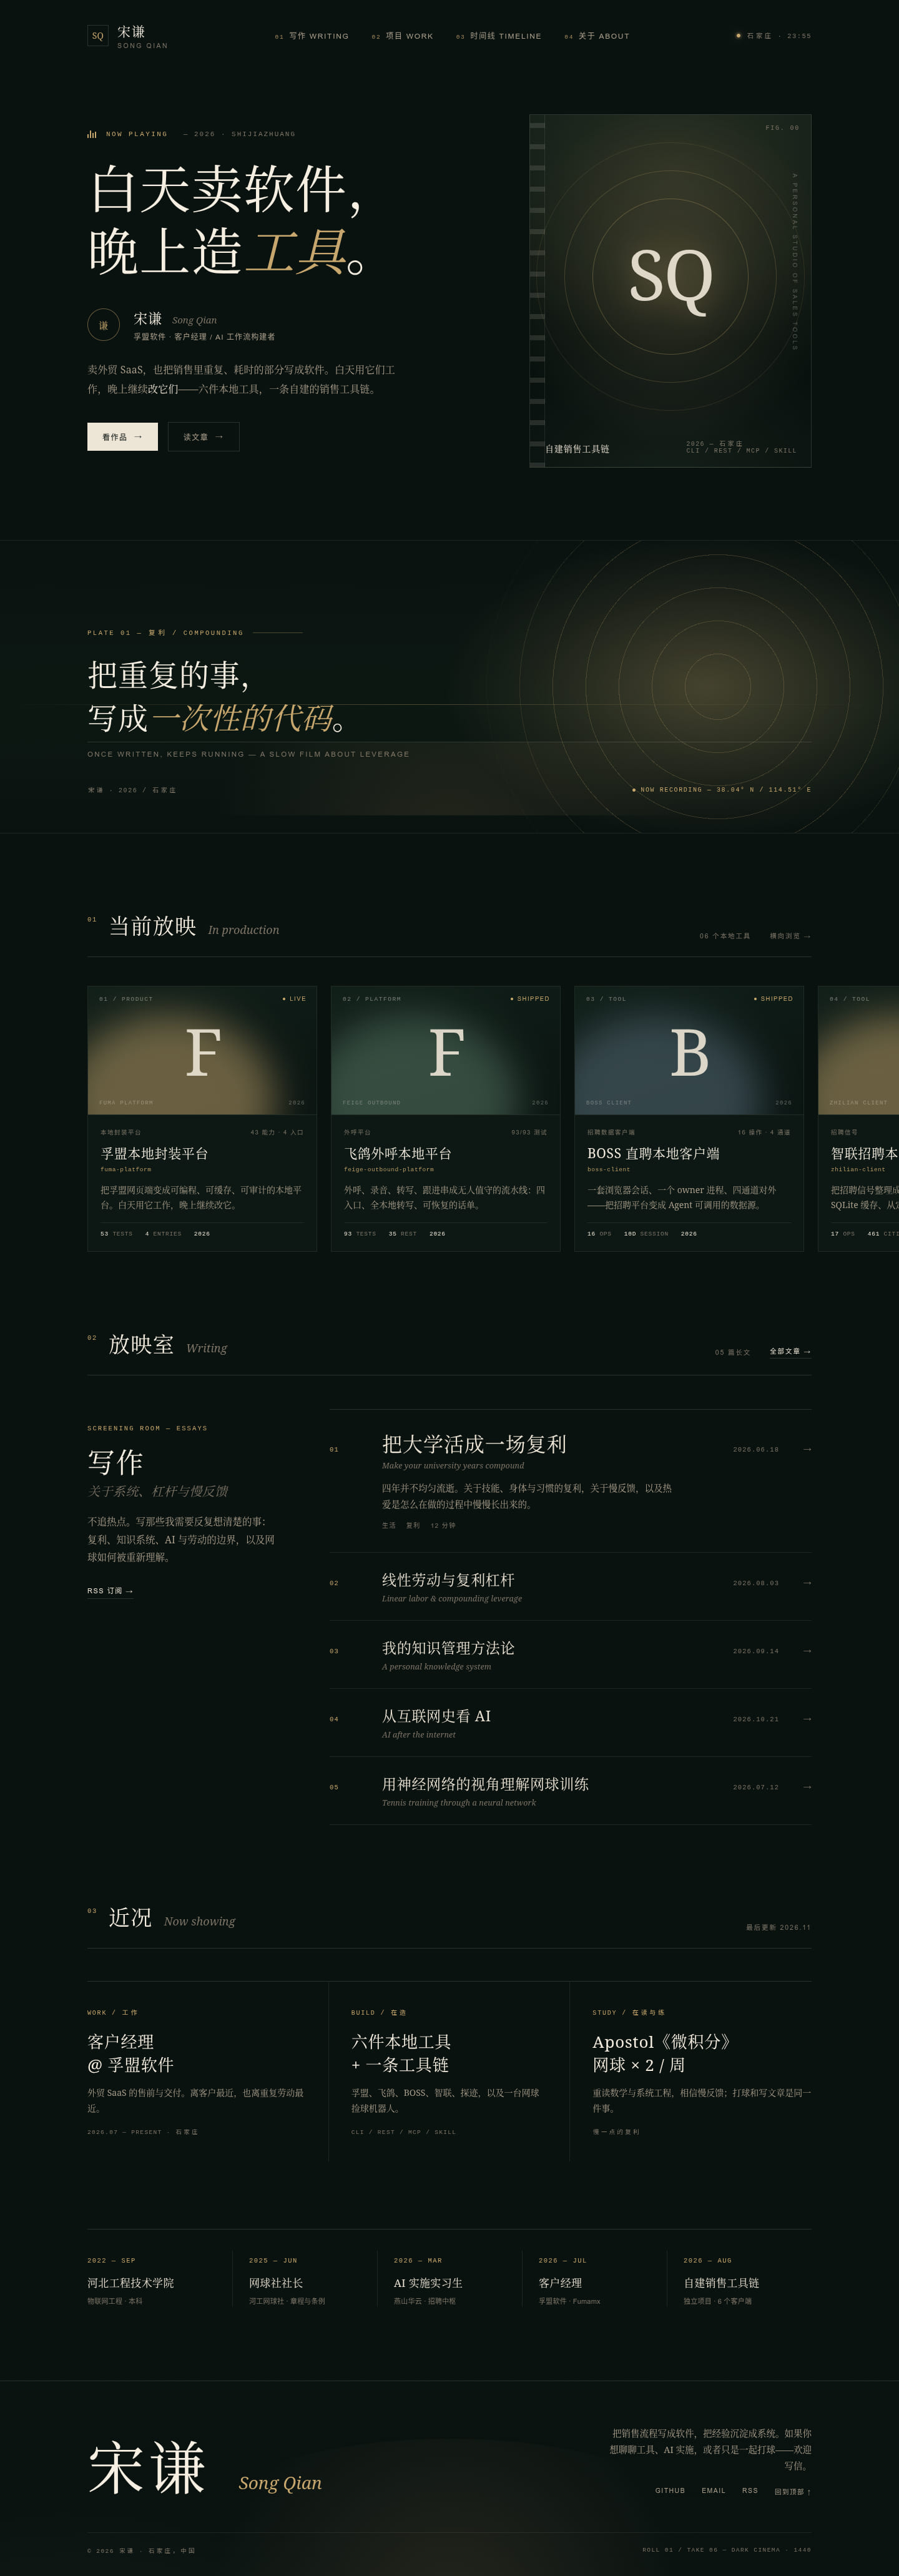 SQ 宋谦
SONG QIAN
01 写作 WRITING 02 项目 WORK 03 时间线 TIMELINE 04 关于 ABOUT
石家庄 · 23:55
NOW PLAYING — 2026 · SHIJIAZHUANG
白天卖软件，
晚上造工具。
谦
宋谦 Song Qian
孚盟软件 · 客户经理 / AI 工作流构建者
卖外贸 SaaS，也把销售里重复、耗时的部分写成软件。白天用它们工
作，晚上继续改它们——六件本地工具，一条自建的销售工具链。
看作品 →
读文章 →
FIG. 00
A PERSONAL STUDIO OF SALES TOOLS
SQ
自建销售工具链
2026 — 石家庄
CLI / REST / MCP / SKILL
PLATE 01 — 复利 / COMPOUNDING
把重复的事，
写成一次性的代码。
ONCE WRITTEN, KEEPS RUNNING — A SLOW FILM ABOUT LEVERAGE
宋谦 · 2026 / 石家庄
● NOW RECORDING — 38.04° N / 114.51° E
01 当前放映 In production
06 个本地工具 横向浏览 →
01 / PRODUCT ● LIVE
F
FUMA PLATFORM 2026
本地封装平台 43 能力 · 4 入口
孚盟本地封装平台
fuma-platform
把孚盟网页端变成可编程、可缓存、可审计的本地平
台。白天用它工作，晚上继续改它。
53 TESTS 4 ENTRIES 2026
02 / PLATFORM ● SHIPPED
F
FEIGE OUTBOUND 2026
外呼平台 93/93 测试
飞鸽外呼本地平台
feige-outbound-platform
外呼、录音、转写、跟进串成无人值守的流水线：四
入口、全本地转写、可恢复的话单。
93 TESTS 35 REST 2026
03 / TOOL ● SHIPPED
B
BOSS CLIENT 2026
招聘数据客户端 16 操作 · 4 通道
BOSS 直聘本地客户端
boss-client
一套浏览器会话、一个 owner 进程、四通道对外
——把招聘平台变成 Agent 可调用的数据源。
16 OPS 10D SESSION 2026
04 / TOOL
ZHILIAN CLIENT
招聘信号
智联招聘本
zhilian-client
把招聘信号整理成
SQLite 缓存、从
17 OPS 461 CITI
02 放映室 Writing
05 篇长文 全部文章 →
SCREENING ROOM — ESSAYS
写作
关于系统、杠杆与慢反馈
不追热点。写那些我需要反复想清楚的事：
复利、知识系统、AI 与劳动的边界，以及网
球如何被重新理解。
RSS 订阅 →
01 把大学活成一场复利 2026.06.18 →
Make your university years compound
四年并不均匀流逝。关于技能、身体与习惯的复利，关于慢反馈，以及热
爱是怎么在做的过程中慢慢长出来的。
生活 复利 12 分钟
02 线性劳动与复利杠杆 2026.08.03 →
Linear labor & compounding leverage
03 我的知识管理方法论 2026.09.14 →
A personal knowledge system
04 从互联网史看 AI 2026.10.21 →
AI after the internet
05 用神经网络的视角理解网球训练 2026.07.12 →
Tennis training through a neural network
03 近况 Now showing
最后更新 2026.11
WORK / 工作
客户经理
@ 孚盟软件
外贸 SaaS 的售前与交付。离客户最近，也离重复劳动最
近。
2026.07 — PRESENT · 石家庄
BUILD / 在造
六件本地工具
+ 一条工具链
孚盟、飞鸽、BOSS、智联、探迹，以及一台网球
捡球机器人。
CLI / REST / MCP / SKILL
STUDY / 在读与练
Apostol《微积分》
网球 × 2 / 周
重读数学与系统工程，相信慢反馈；打球和写文章是同一
件事。
慢一点的复利
2022 — SEP
河北工程技术学院
物联网工程 · 本科
2025 — JUN
网球社社长
河工网球社 · 章程与条例
2026 — MAR
AI 实施实习生
燕山华云 · 招聘中枢
2026 — JUL
客户经理
孚盟软件 · Fumamx
2026 — AUG
自建销售工具链
独立项目 · 6 个客户端
宋谦 Song Qian
把销售流程写成软件，把经验沉淀成系统。如果你
想聊聊工具，AI 实施，或者只是一起打球——欢迎
写信。
GITHUB EMAIL RSS 回到顶部 ↑
© 2026 宋谦 · 石家庄，中国
ROLL 01 / TAKE 06 — DARK CINEMA · 1440